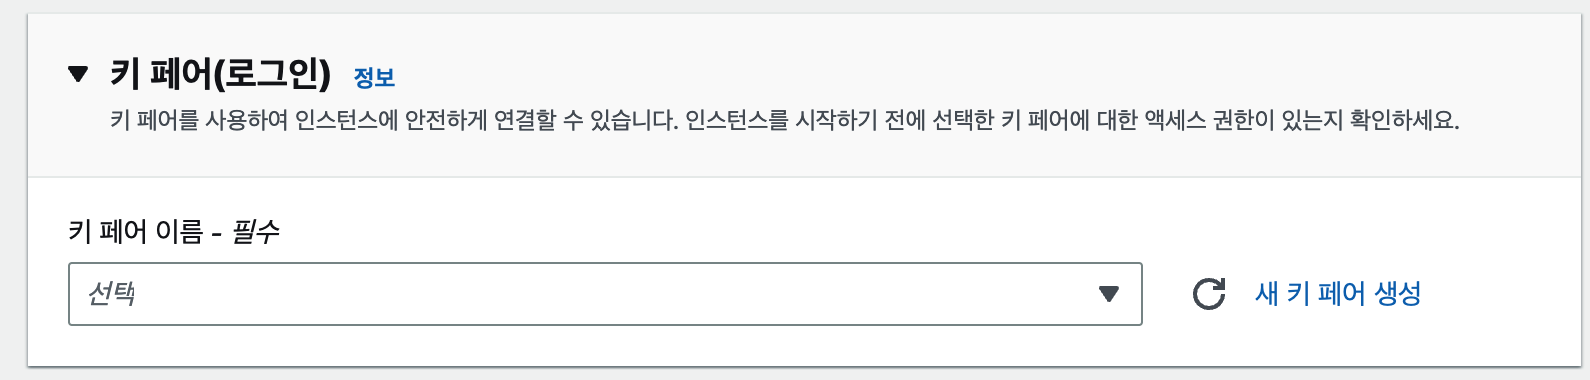 키 페어(로그인) 정보
키 페어를 사용하여 인스턴스에 안전하게 연결할 수 있습니다. 인스턴스를 시작하기 전에 선택한 키 페어에 대한 액세스 권한이 있는지 확인하세요.
키 페어 이름 - 필수
선택
새 키 페어 생성